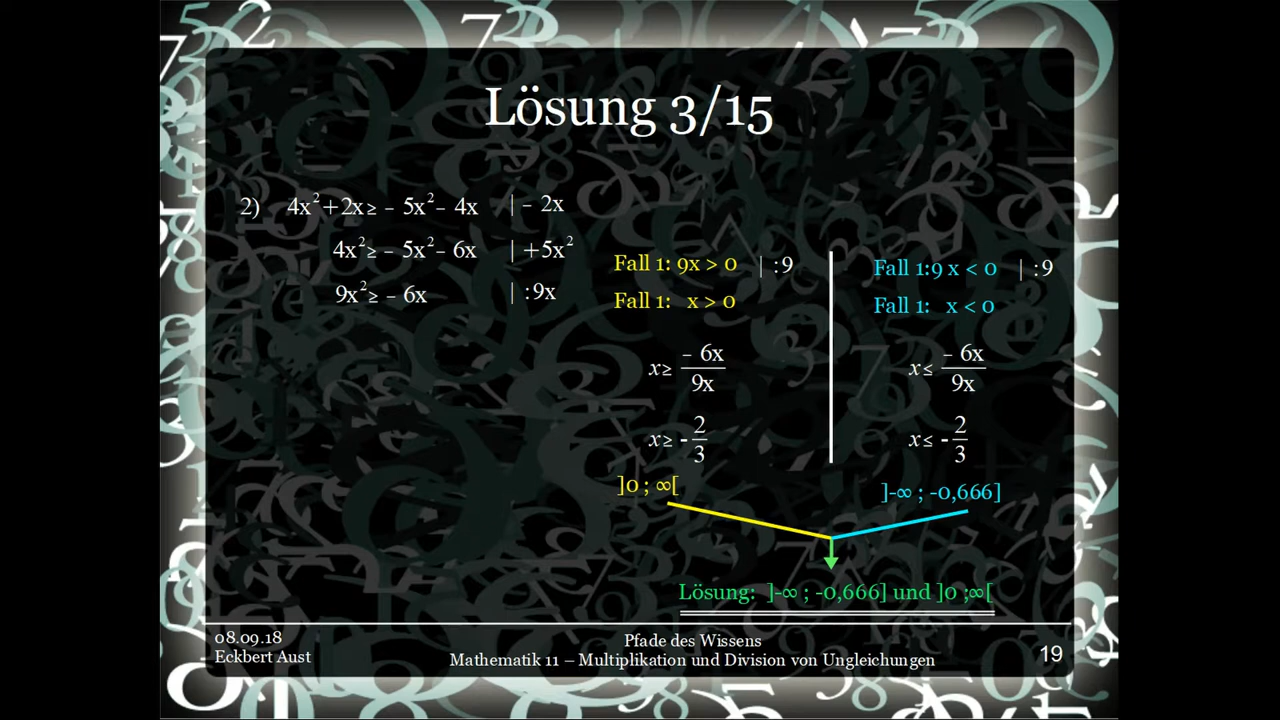 Lösung 3/15
2) 4x²+2x≥ – 5x²– 4x | – 2x
4x²≥ – 5x²– 6x | +5x²
9x²≥ – 6x | :9x
Fall 1: 9x > 0 | :9
Fall 1: x > 0
x≥ – 6x/9x
x≥ -2/3
]0 ; ∞[
Fall 1:9 x < 0 | :9
Fall 1: x < 0
x≤ – 6x/9x
x≤ -2/3
]-∞ ; -0,666]
Lösung: ]-∞ ; -0,666] und ]0 ;∞[
08.09.18
Eckbert Aust
Pfade des Wissens
Mathematik 11 – Multiplikation und Division von Ungleichungen
19